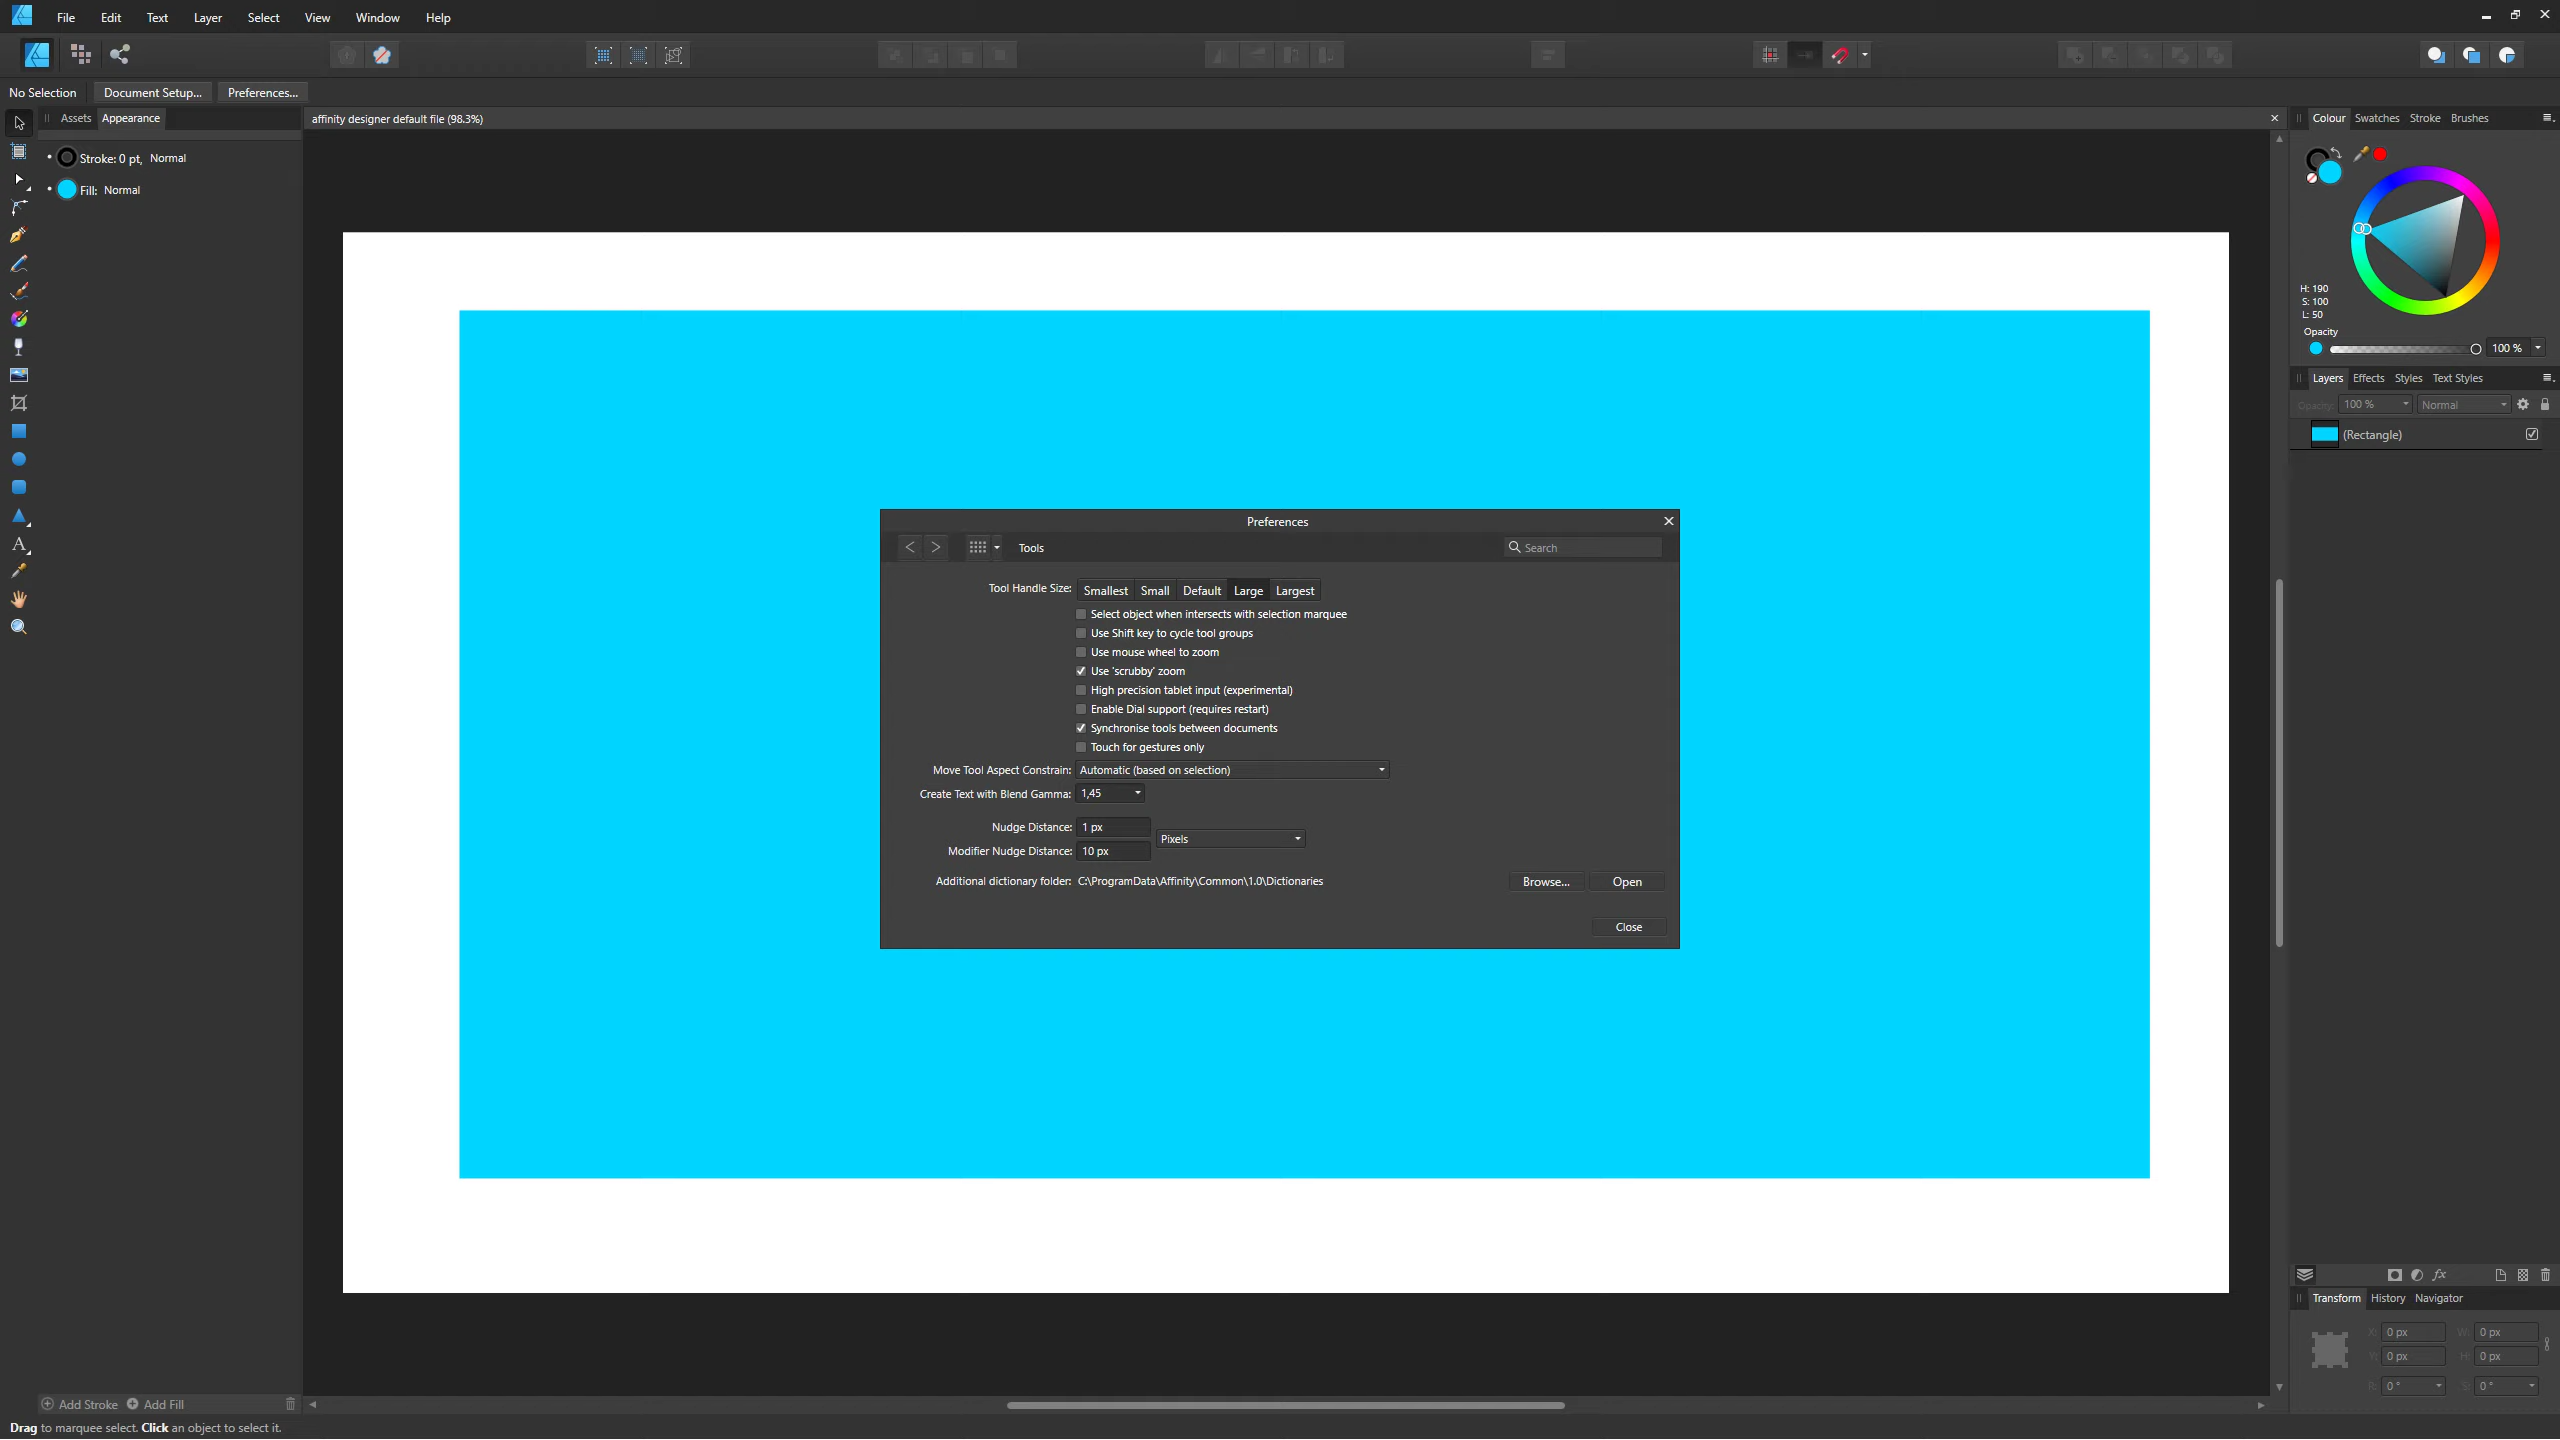 File Edit Text Layer Select View Window Help
No Selection Document Setup... Preferences...
Assets Appearance
Stroke: 0 pt, Normal
Fill: Normal
affinity designer default file (98.3%)
Colour Swatches Stroke Brushes
H: 190
S: 100
L: 50
Opacity
100 %
Layers Effects Styles Text Styles
Opacity: 100 % Normal
(Rectangle)
Preferences
Tools
Search
Tool Handle Size: Smallest Small Default Large Largest
Select object when intersects with selection marquee
Use Shift key to cycle tool groups
Use mouse wheel to zoom
Use 'scrubby' zoom
High precision tablet input (experimental)
Enable Dial support (requires restart)
Synchronise tools between documents
Touch for gestures only
Move Tool Aspect Constrain: Automatic (based on selection)
Create Text with Blend Gamma: 1,45
Nudge Distance: 1 px
Pixels
Modifier Nudge Distance: 10 px
Additional dictionary folder: C:\ProgramData\Affinity\Common\1.0\Dictionaries Browse... Open
Close
fx
Transform History Navigator
X: 0 px W: 0 px
Y: 0 px H: 0 px
R: 0 ° S: 0 °
Add Stroke Add Fill
Drag to marquee select. Click an object to select it.